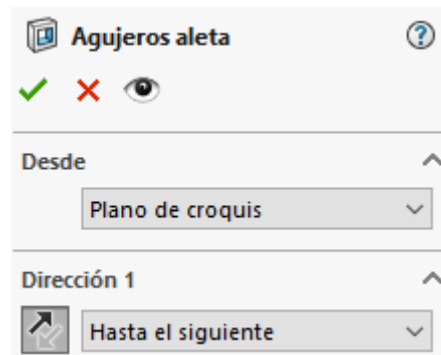 Agujeros aleta
Desde
Plano de croquis
Dirección 1
Hasta el siguiente